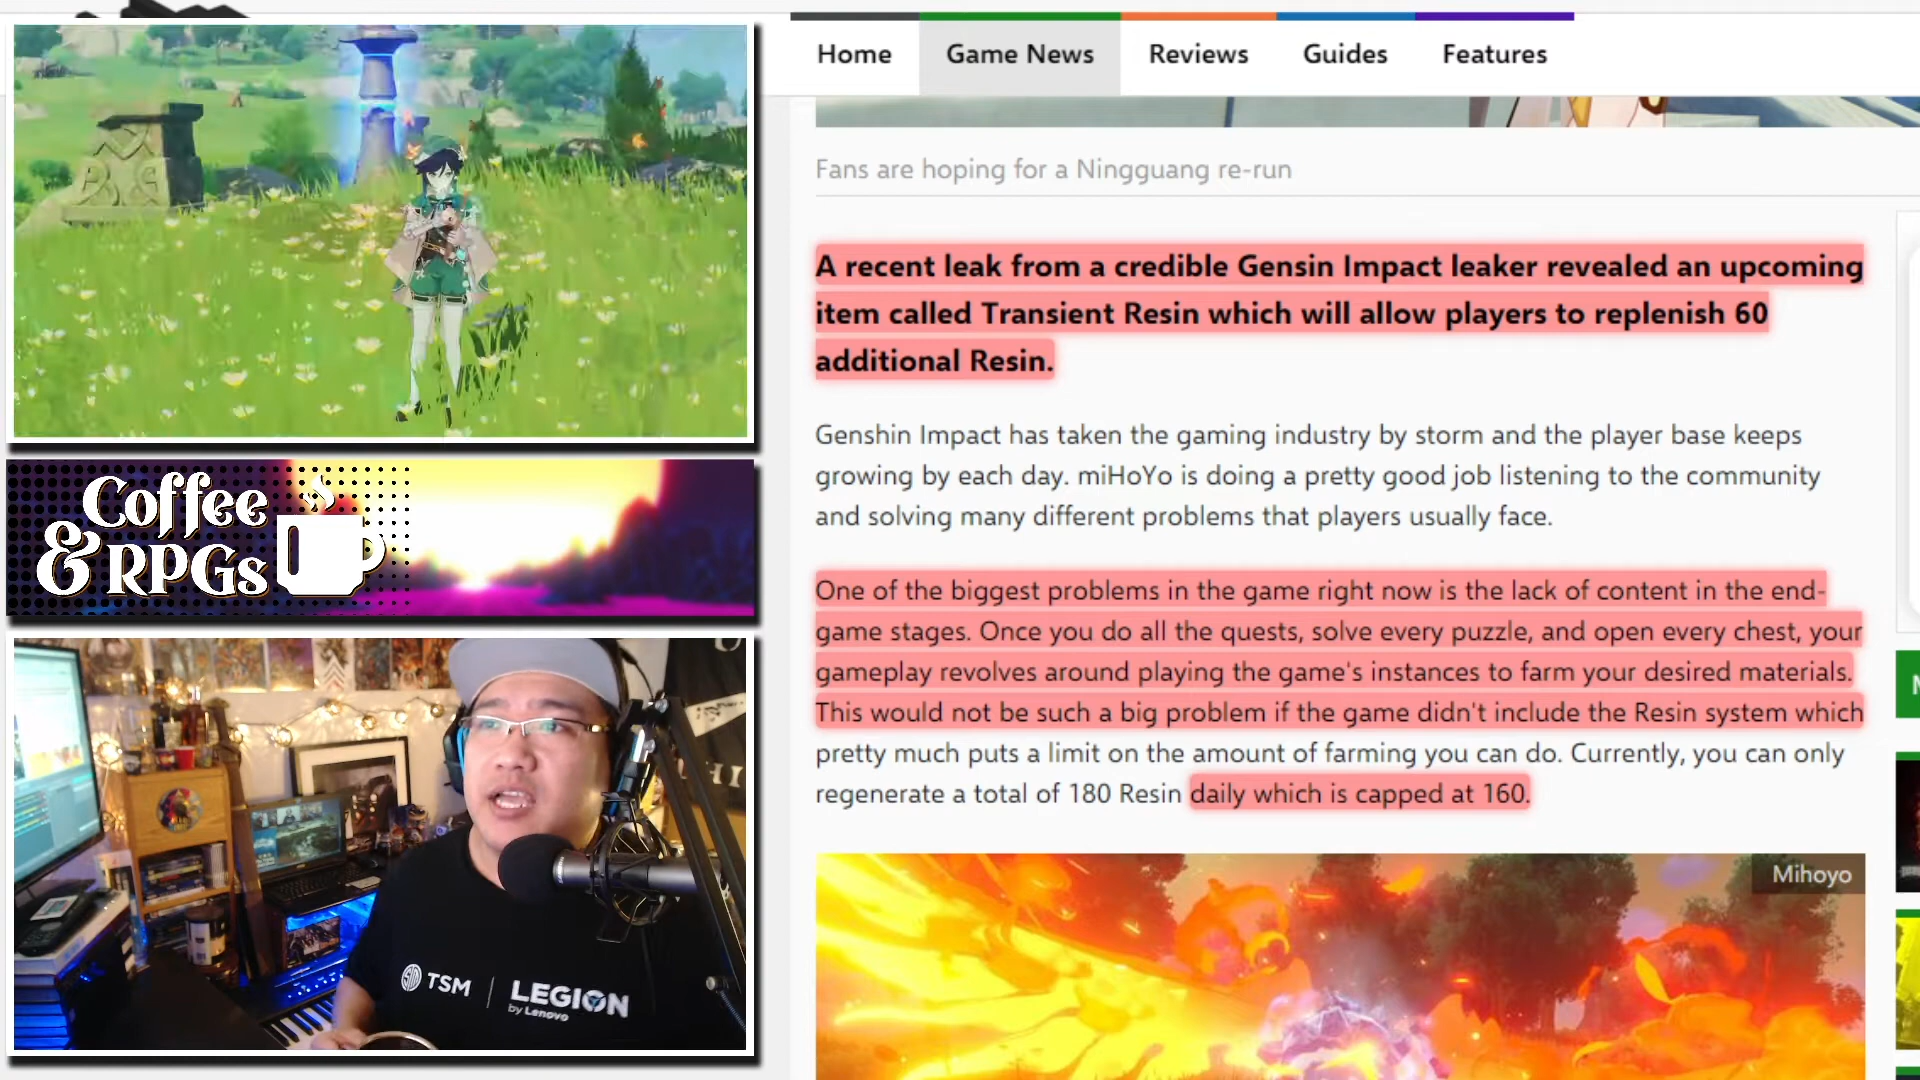 Home Game News Reviews Guides Features
Fans are hoping for a Ningguang re-run
A recent leak from a credible Gensin Impact leaker revealed an upcoming
item called Transient Resin which will allow players to replenish 60
additional Resin.
Genshin Impact has taken the gaming industry by storm and the player base keeps
growing by each day. miHoYo is doing a pretty good job listening to the community
and solving many different problems that players usually face.
One of the biggest problems in the game right now is the lack of content in the end-
game stages. Once you do all the quests, solve every puzzle, and open every chest, your
gameplay revolves around playing the game's instances to farm your desired materials.
This would not be such a big problem if the game didn't include the Resin system which
pretty much puts a limit on the amount of farming you can do. Currently, you can only
regenerate a total of 180 Resin daily which is capped at 160.
Mihoyo
Coffee
& RPGs
TSM | LEGION
by Lenovo